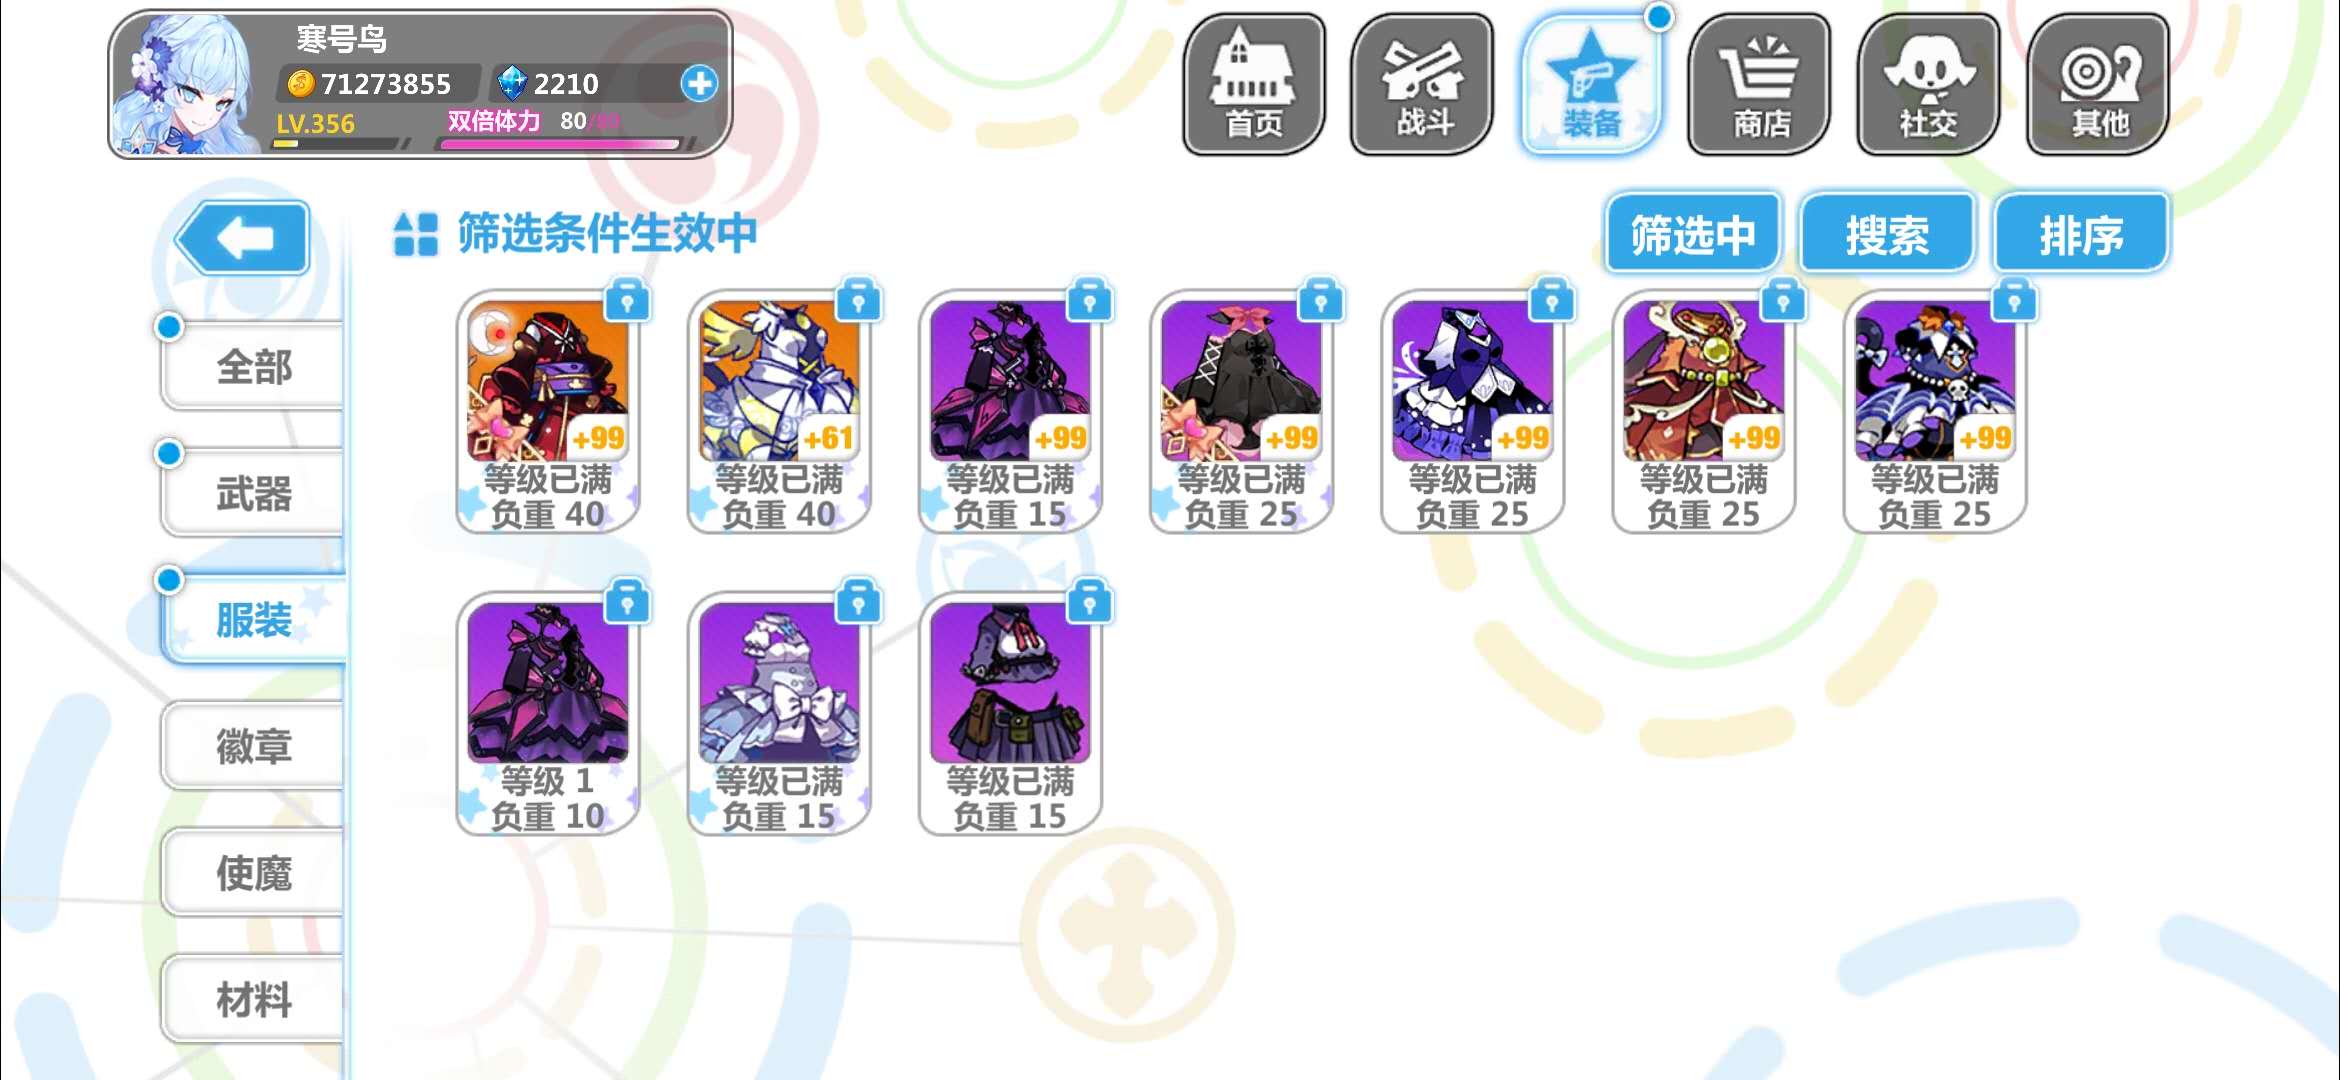 寒号鸟
71273855
2210
LV.356
双倍体力 80/80
首页
战斗
装备
商店
社交
其他
筛选条件生效中
筛选中
搜索
排序
全部
武器
服装
徽章
使魔
材料
+99
等级已满
负重 40
+61
等级已满
负重 40
+99
等级已满
负重 15
+99
等级已满
负重 25
+99
等级已满
负重 25
+99
等级已满
负重 25
+99
等级已满
负重 25
等级 1
负重 10
等级已满
负重 15
等级已满
负重 15